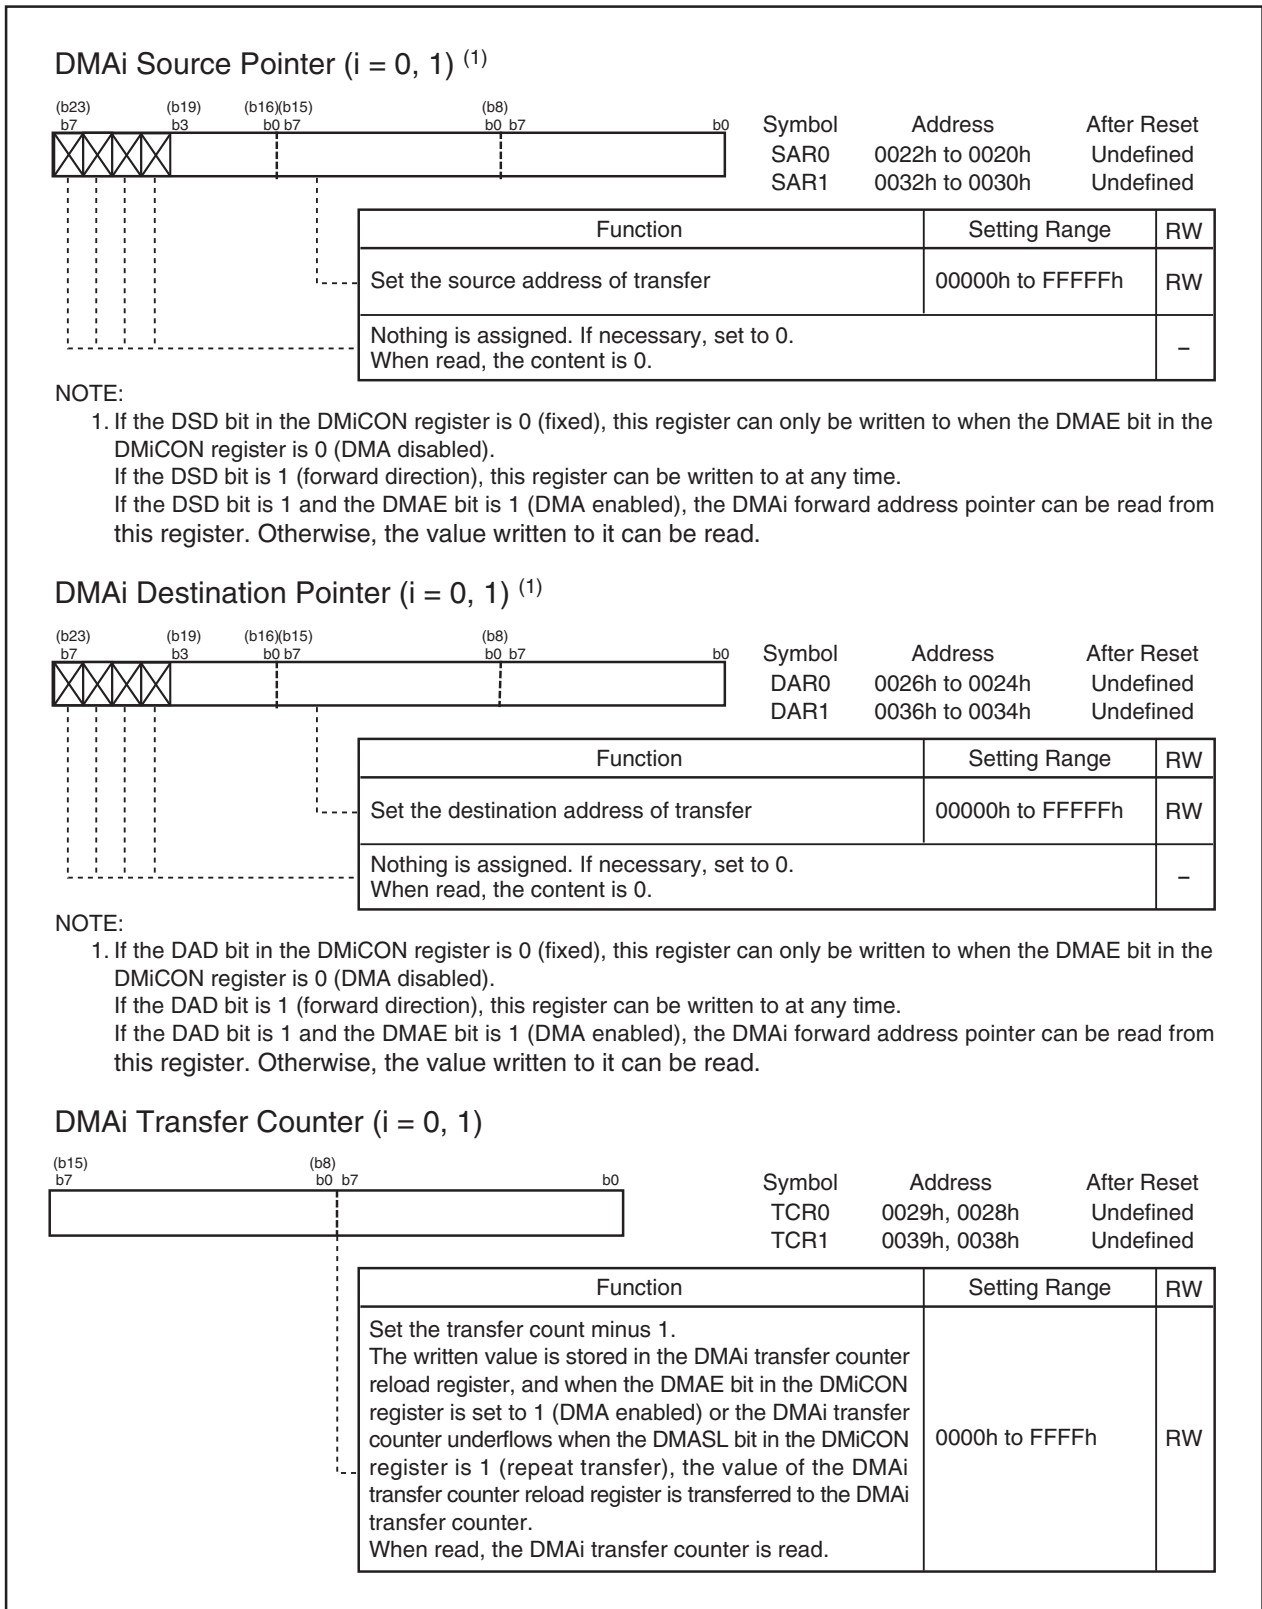 DMAi Source Pointer (i = 0, 1) (1)
(b23) (b19) (b16)(b15) (b8)
b7 b3 b0 b7 b0 b7 b0
Symbol Address After Reset
SAR0 0022h to 0020h Undefined
SAR1 0032h to 0030h Undefined
Function Setting Range RW
Set the source address of transfer 00000h to FFFFFh RW
Nothing is assigned. If necessary, set to 0.
When read, the content is 0. –
NOTE:
1. If the DSD bit in the DMiCON register is 0 (fixed), this register can only be written to when the DMAE bit in the
DMiCON register is 0 (DMA disabled).
If the DSD bit is 1 (forward direction), this register can be written to at any time.
If the DSD bit is 1 and the DMAE bit is 1 (DMA enabled), the DMAi forward address pointer can be read from
this register. Otherwise, the value written to it can be read.
DMAi Destination Pointer (i = 0, 1) (1)
(b23) (b19) (b16)(b15) (b8)
b7 b3 b0 b7 b0 b7 b0
Symbol Address After Reset
DAR0 0026h to 0024h Undefined
DAR1 0036h to 0034h Undefined
Function Setting Range RW
Set the destination address of transfer 00000h to FFFFFh RW
Nothing is assigned. If necessary, set to 0.
When read, the content is 0. –
NOTE:
1. If the DAD bit in the DMiCON register is 0 (fixed), this register can only be written to when the DMAE bit in the
DMiCON register is 0 (DMA disabled).
If the DAD bit is 1 (forward direction), this register can be written to at any time.
If the DAD bit is 1 and the DMAE bit is 1 (DMA enabled), the DMAi forward address pointer can be read from
this register. Otherwise, the value written to it can be read.
DMAi Transfer Counter (i = 0, 1)
(b15) (b8)
b7 b0 b7 b0
Symbol Address After Reset
TCR0 0029h, 0028h Undefined
TCR1 0039h, 0038h Undefined
Function Setting Range RW
Set the transfer count minus 1.
The written value is stored in the DMAi transfer counter
reload register, and when the DMAE bit in the DMiCON
register is set to 1 (DMA enabled) or the DMAi transfer
counter underflows when the DMASL bit in the DMiCON
register is 1 (repeat transfer), the value of the DMAi
transfer counter reload register is transferred to the DMAi
transfer counter.
When read, the DMAi transfer counter is read.
0000h to FFFFh RW